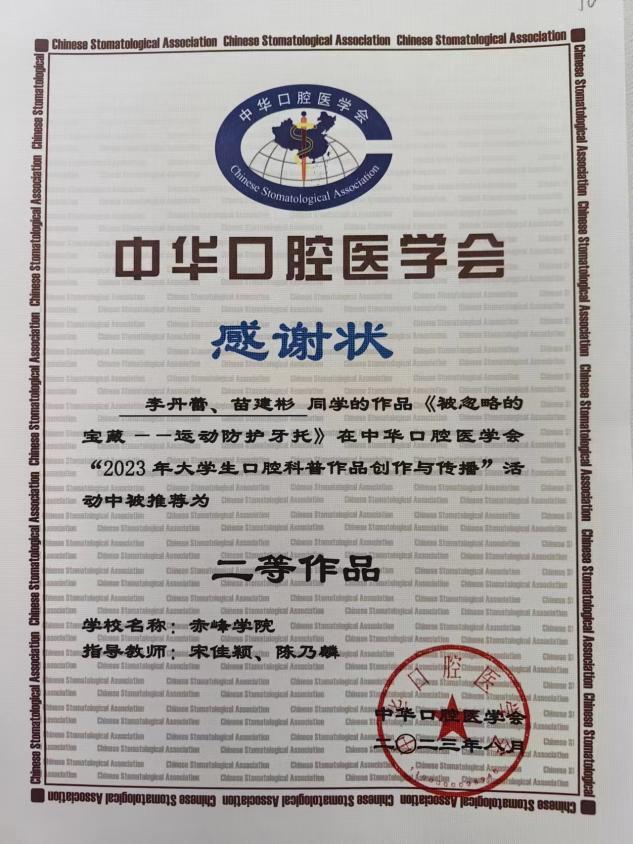 Chinese Stomatological Association Chinese Stomatological Association Chinese Stomatological Association
中华口腔医学会
Chinese Stomatological Association
中华口腔医学会
感谢状
李丹蕾、苗建彬 同学的作品《被忽略的
宝藏——运动防护牙托》在中华口腔医学会
“2023年大学生口腔科普作品创作与传播”活
动中被推荐为
二等作品
学校名称：赤峰学院
指导教师：宋佳颖、陈乃麟
中华口腔医学会
二〇二三年八月